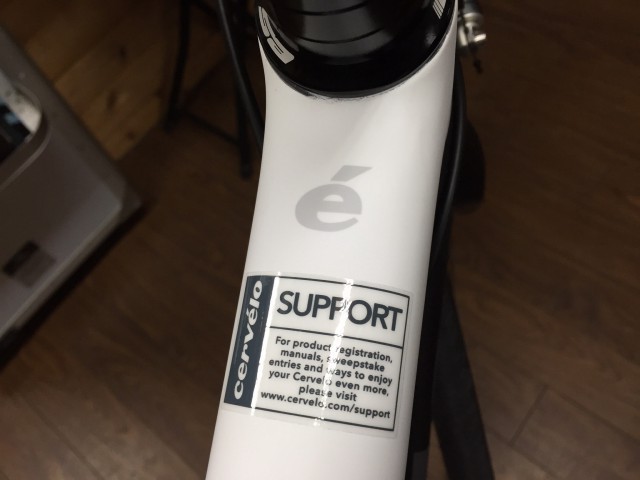 é
cervélo
SUPPORT
For product registration,
manuals, sweepstake
entries and ways to enjoy
your Cervelo even more,
please visit
www.cervelo.com/support